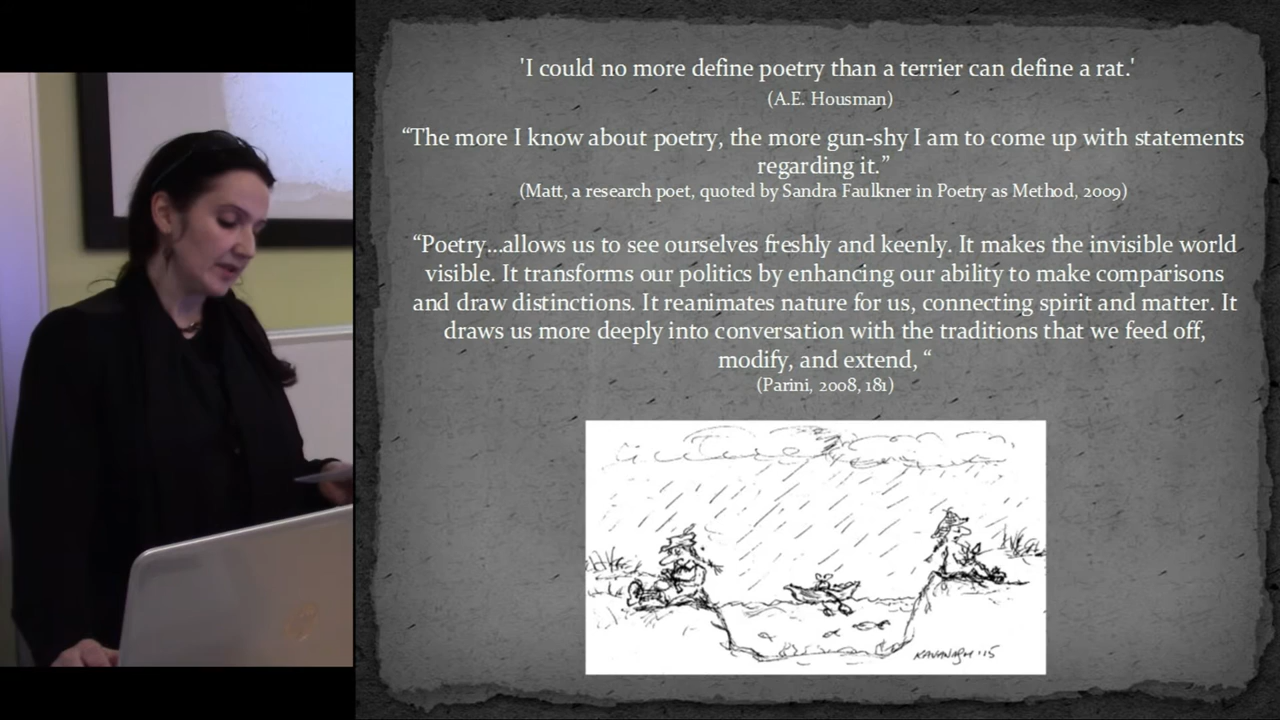 'I could no more define poetry than a terrier can define a rat.'
(A.E. Housman)
“The more I know about poetry, the more gun-shy I am to come up with statements
regarding it.”
(Matt, a research poet, quoted by Sandra Faulkner in Poetry as Method, 2009)
“Poetry...allows us to see ourselves freshly and keenly. It makes the invisible world
visible. It transforms our politics by enhancing our ability to make comparisons
and draw distinctions. It reanimates nature for us, connecting spirit and matter. It
draws us more deeply into conversation with the traditions that we feed off,
modify, and extend, “
(Parini, 2008, 181)
KAVANAGH '15